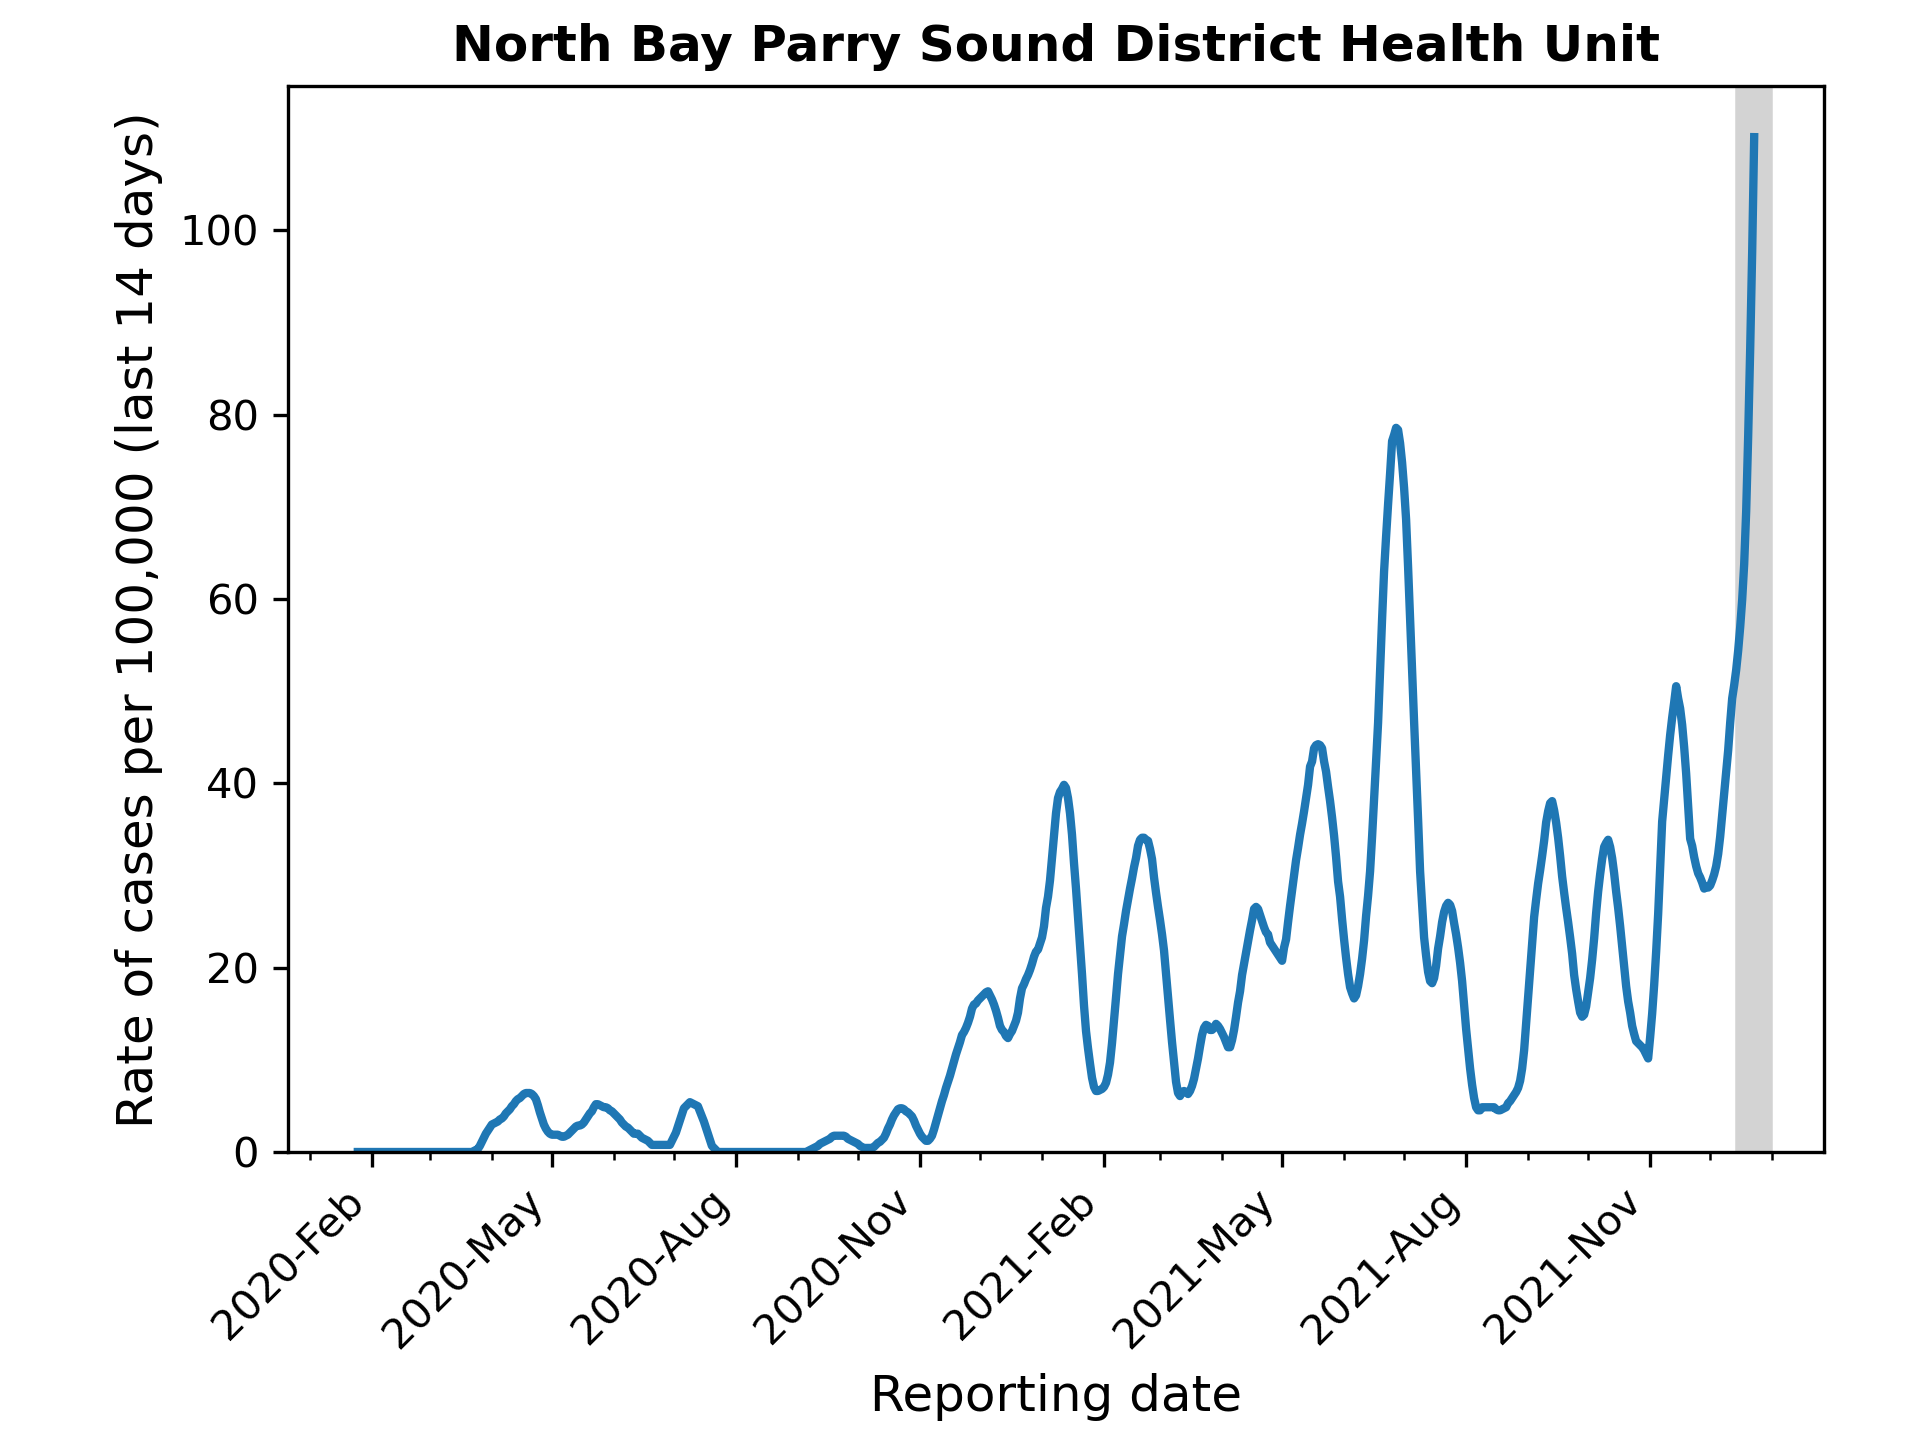 North Bay Parry Sound District Health Unit
Rate of cases per 100,000 (last 14 days)
100
80
60
40
20
0
2020-Feb
2020-May
2020-Aug
2020-Nov
2021-Feb
2021-May
2021-Aug
2021-Nov
Reporting date